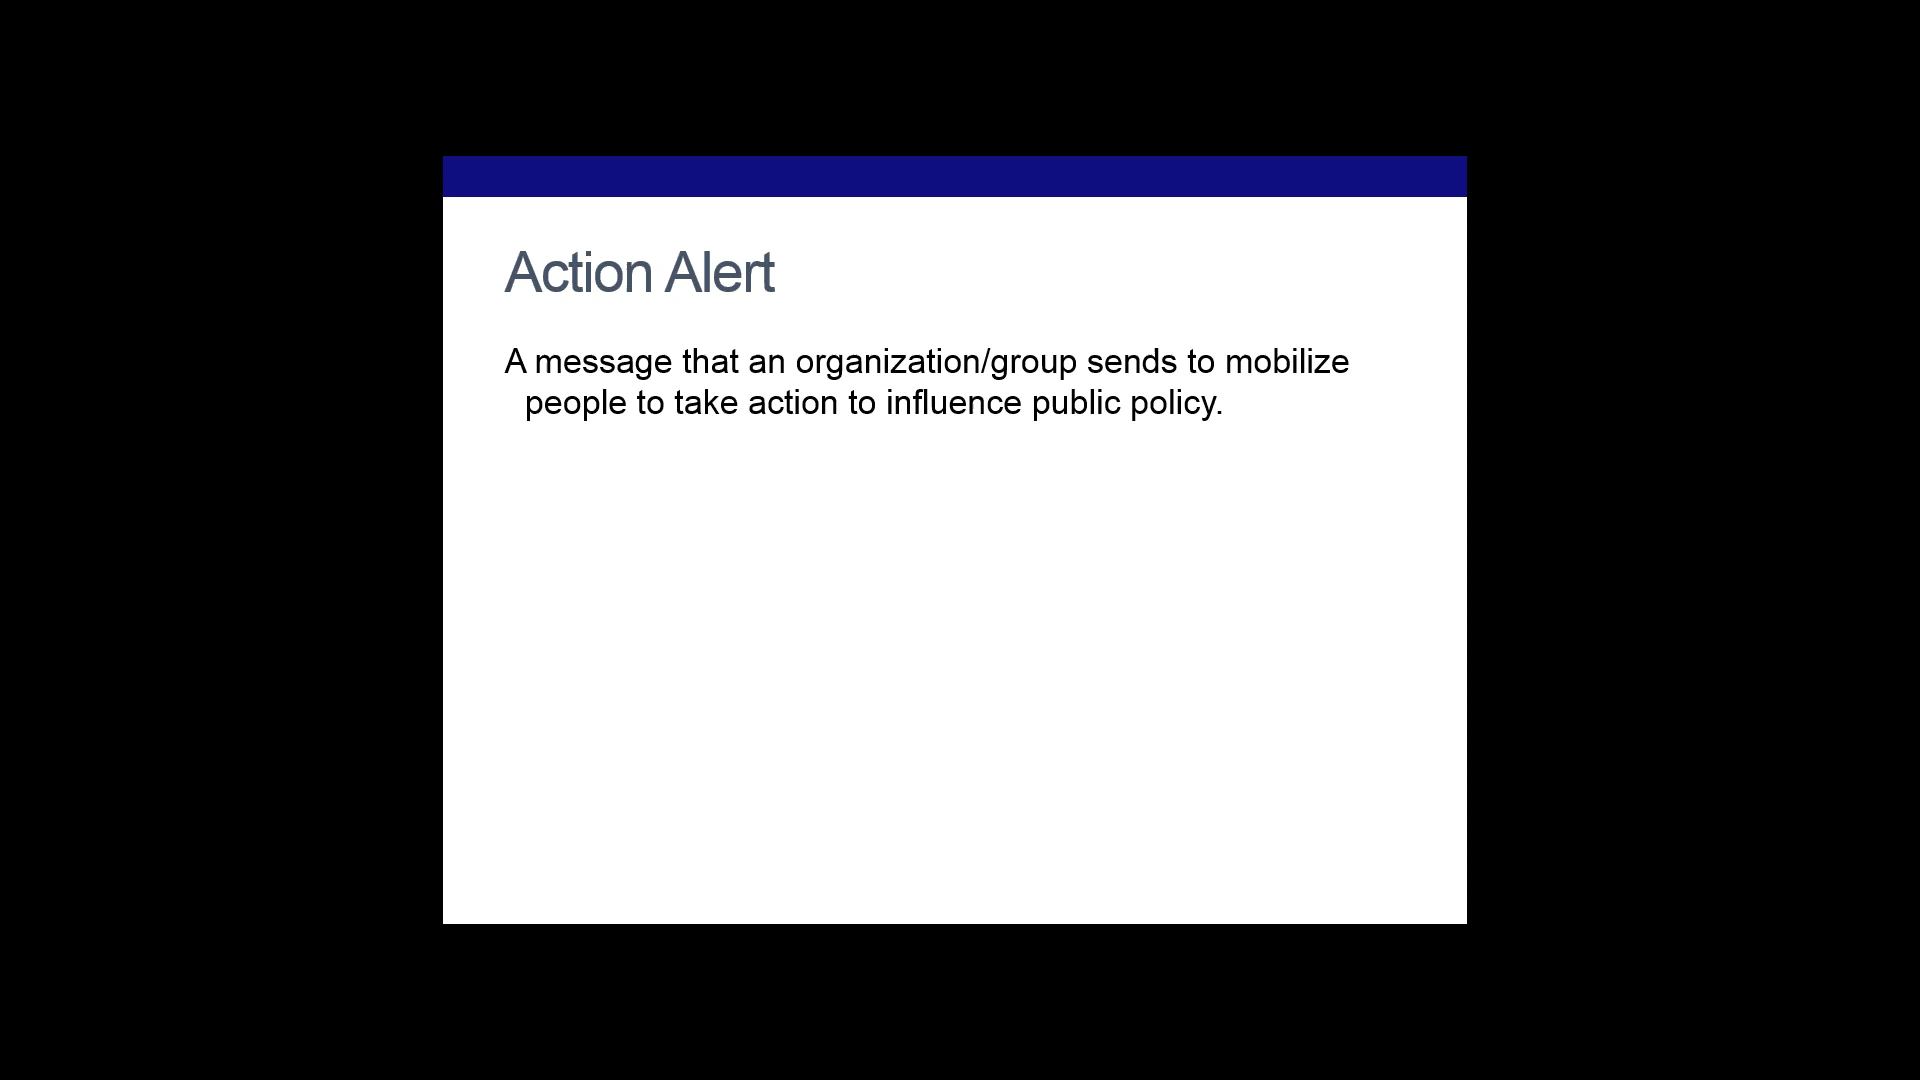 Action Alert
A message that an organization/group sends to mobilize
people to take action to influence public policy.